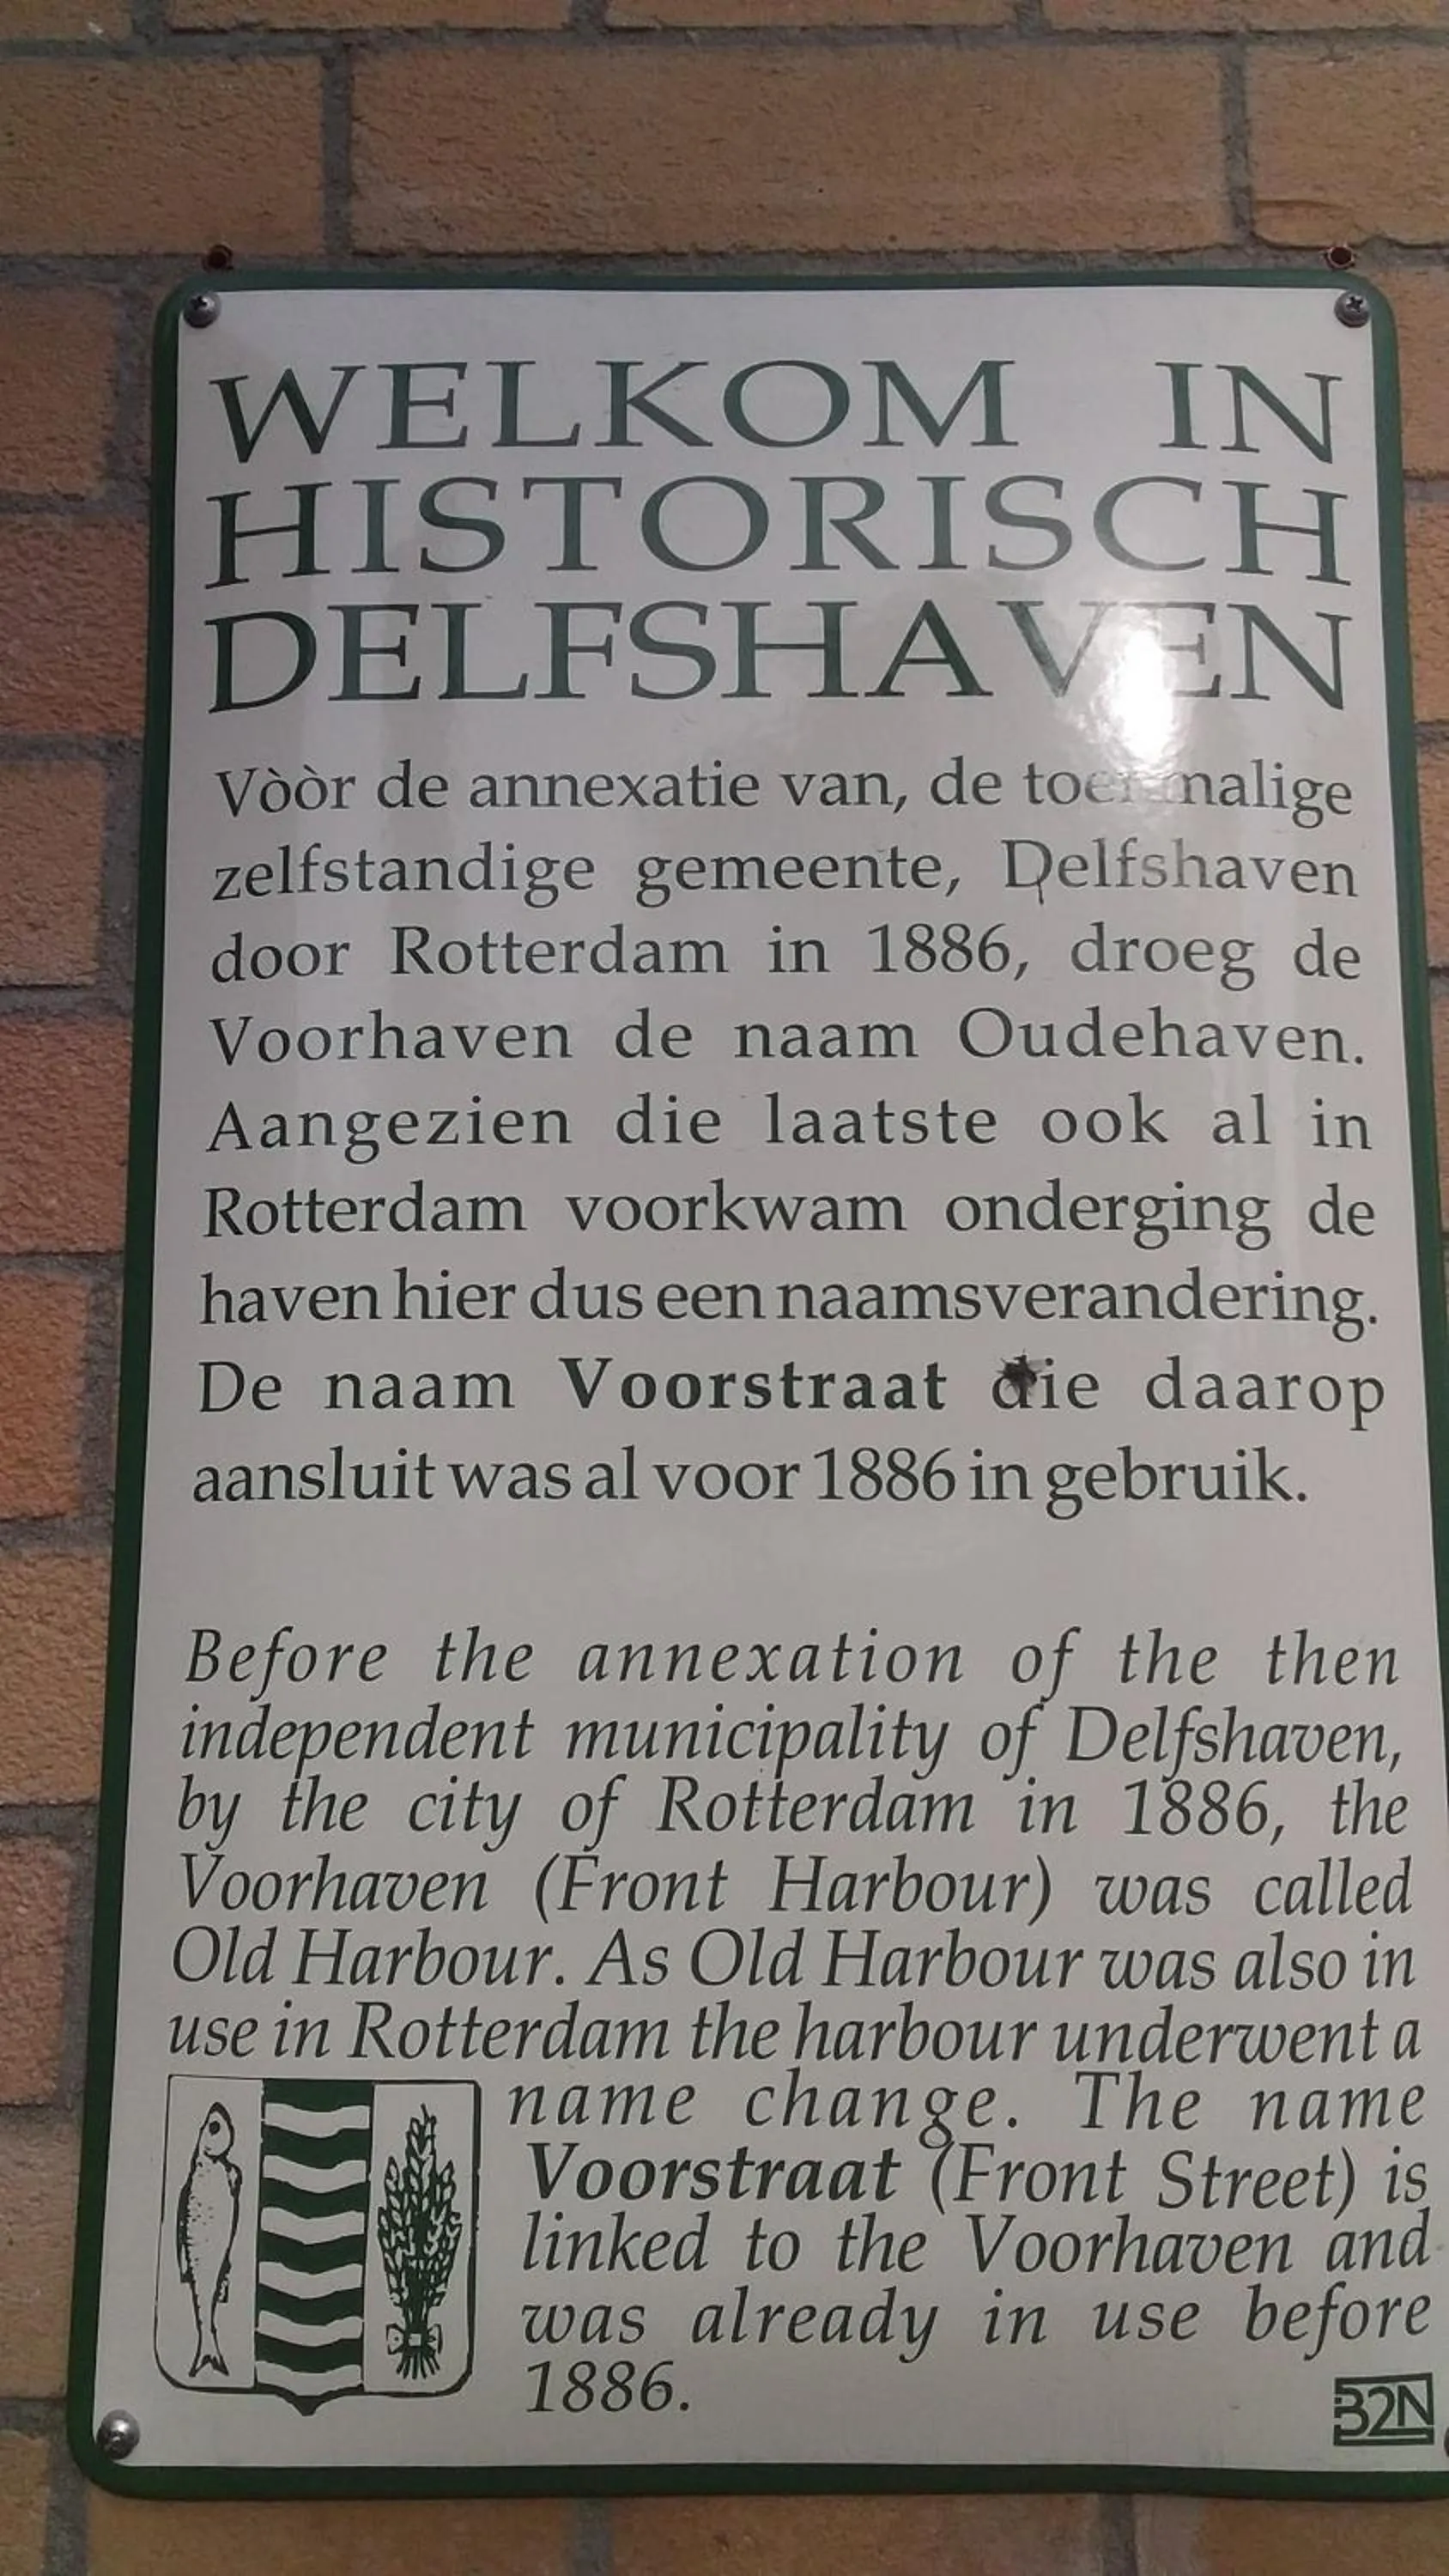 WELKOM IN
HISTORISCH
DELFSHAVEN
Vòòr de annexatie van, de toenmalige
zelfstandige gemeente, Delfshaven
door Rotterdam in 1886, droeg de
Voorhaven de naam Oudehaven.
Aangezien die laatste ook al in
Rotterdam voorkwam onderging de
haven hier dus een naamsverandering.
De naam Voorstraat die daarop
aansluit was al voor 1886 in gebruik.
Before the annexation of the then
independent municipality of Delfshaven,
by the city of Rotterdam in 1886, the
Voorhaven (Front Harbour) was called
Old Harbour. As Old Harbour was also in
use in Rotterdam the harbour underwent a
name change. The name
Voorstraat (Front Street) is
linked to the Voorhaven and
was already in use before
1886.
B2N